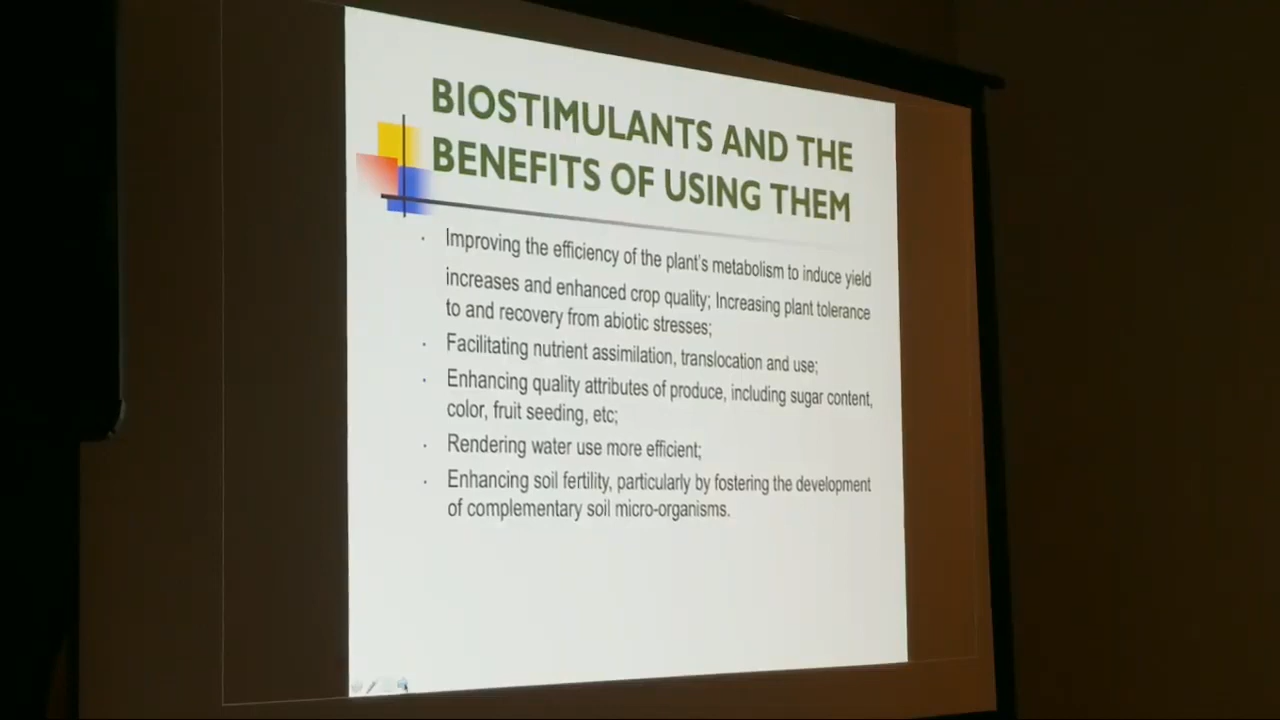 BIOSTIMULANTS AND THE
BENEFITS OF USING THEM
· Improving the efficiency of the plant's metabolism to induce yield
increases and enhanced crop quality; Increasing plant tolerance
to and recovery from abiotic stresses;
· Facilitating nutrient assimilation, translocation and use;
· Enhancing quality attributes of produce, including sugar content,
color, fruit seeding, etc;
· Rendering water use more efficient;
· Enhancing soil fertility, particularly by fostering the development
of complementary soil micro-organisms.